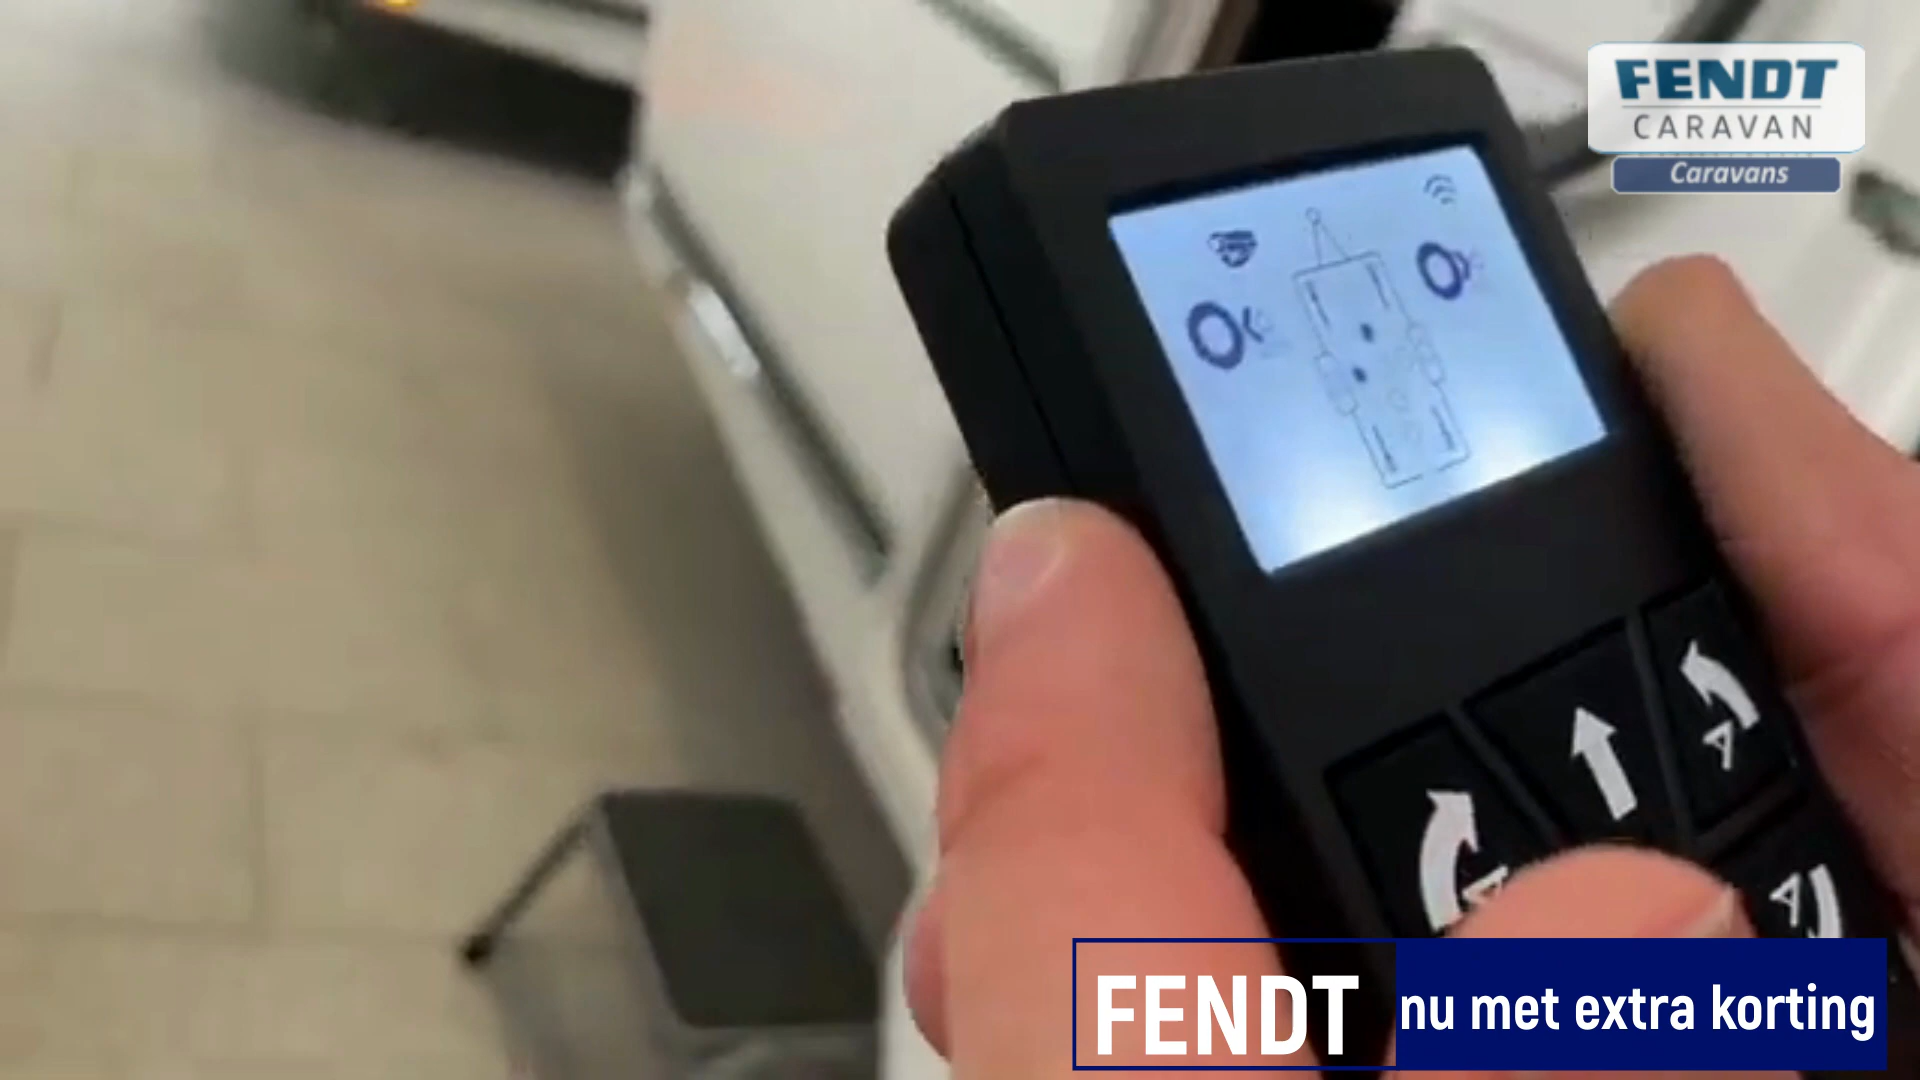 FENDT
CARAVAN
Caravans
A
A
A
FENDT nu met extra korting